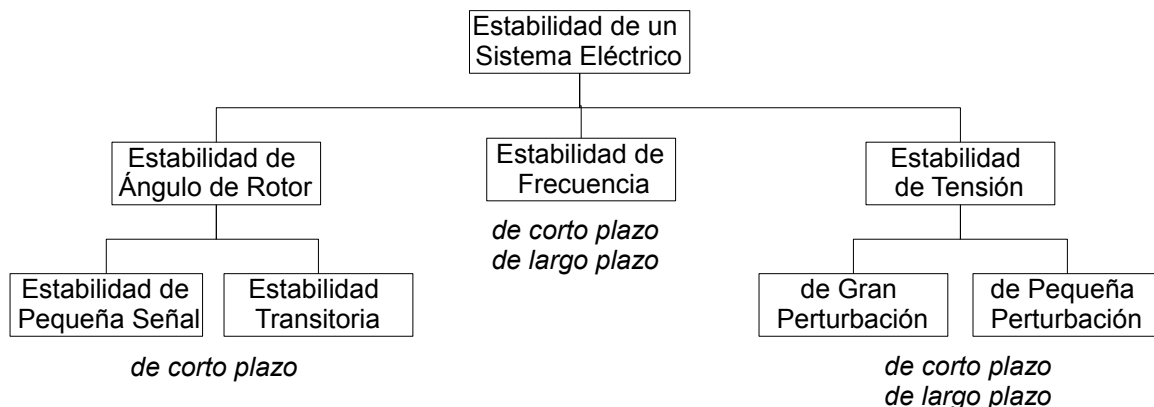 Estabilidad de un
Sistema Eléctrico
Estabilidad de
Ángulo de Rotor
Estabilidad de
Frecuencia
Estabilidad
de Tensión
de corto plazo
de largo plazo
Estabilidad de
Pequeña Señal
Estabilidad
Transitoria
de Gran
Perturbación
de Pequeña
Perturbación
de corto plazo
de corto plazo
de largo plazo